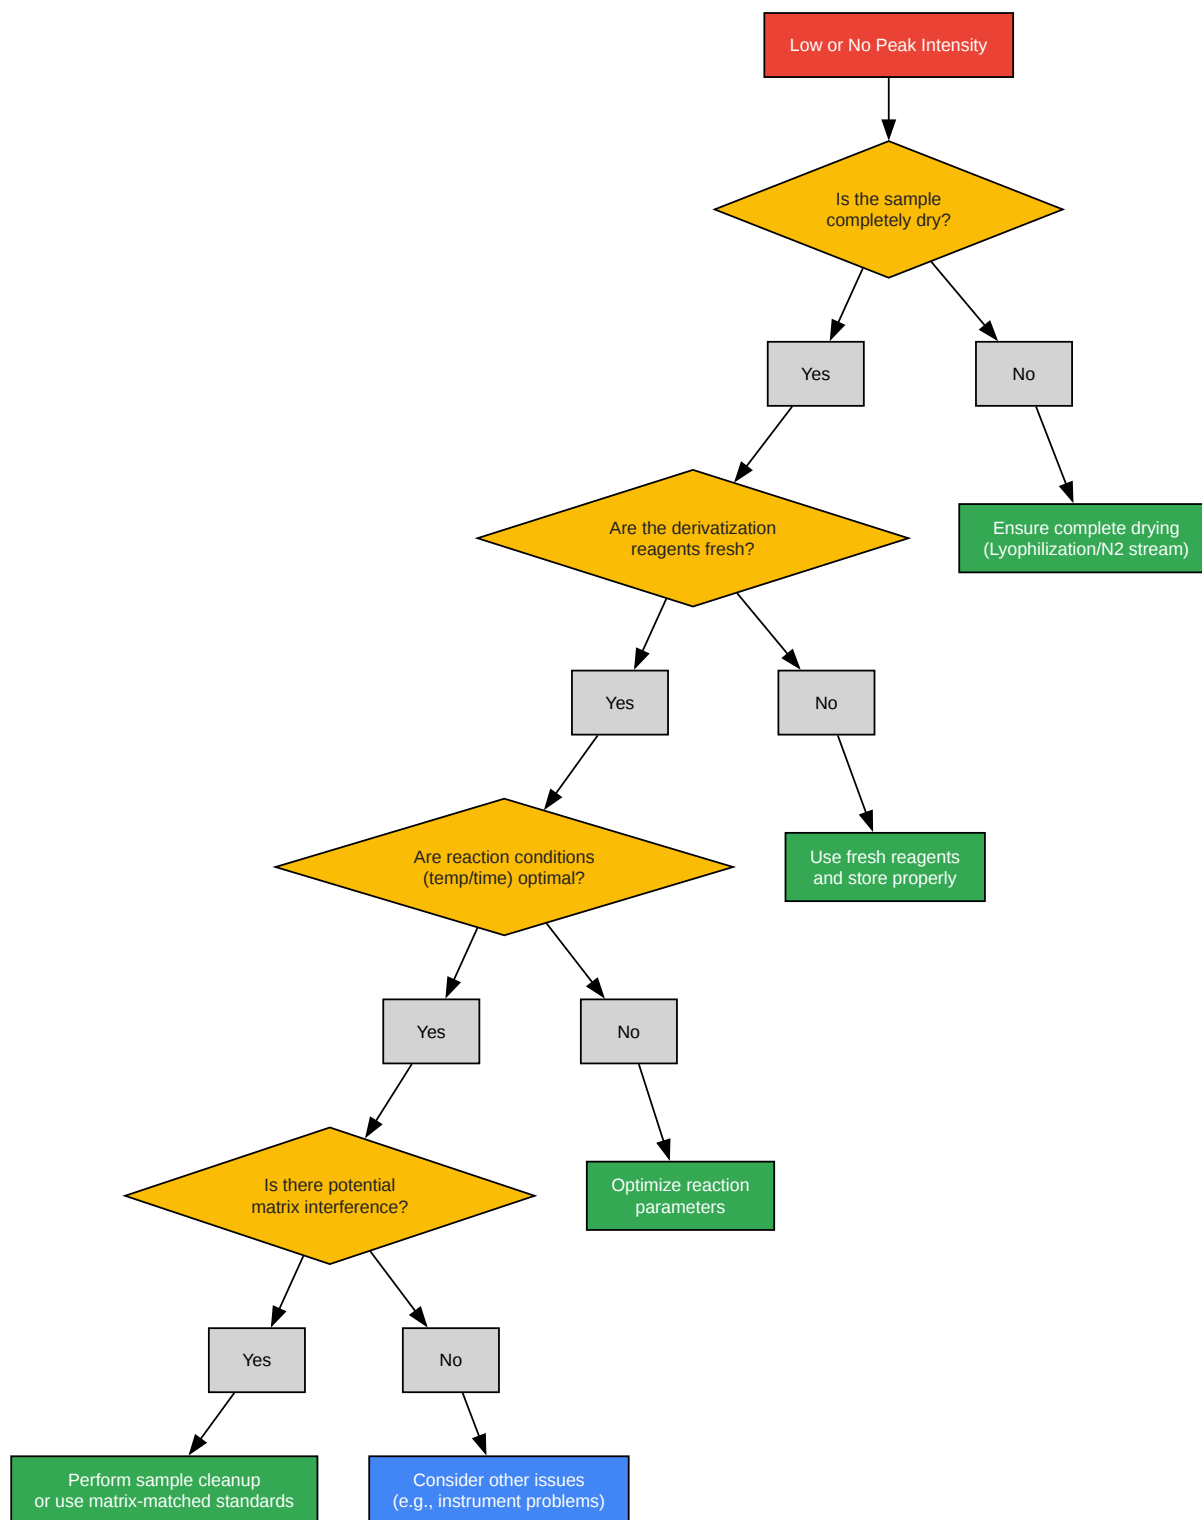 Low or No Peak Intensity
Is the sample
completely dry?
Yes
No
Are the derivatization
reagents fresh?
Ensure complete drying
(Lyophilization/N2 stream)
Yes
No
Are reaction conditions
(temp/time) optimal?
Use fresh reagents
and store properly
Yes
No
Is there potential
matrix interference?
Optimize reaction
parameters
Yes
No
Perform sample cleanup
or use matrix-matched standards
Consider other issues
(e.g., instrument problems)